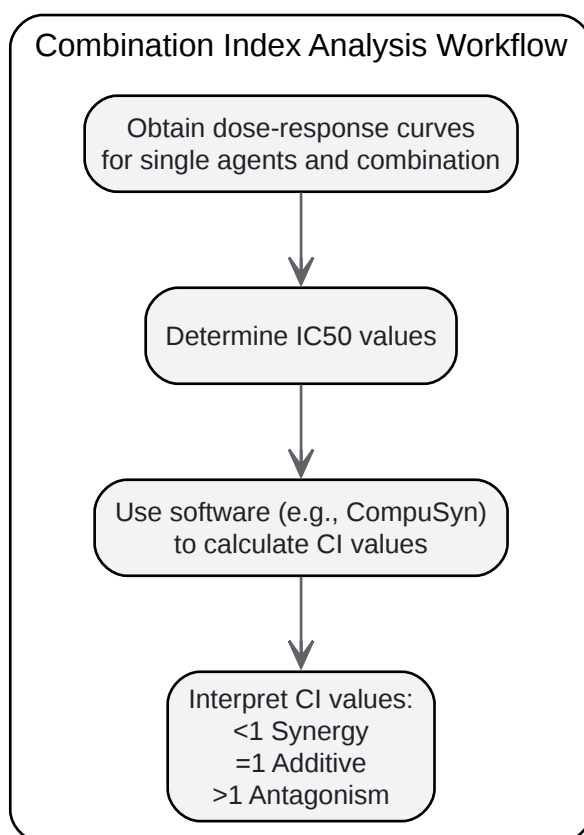 Combination Index Analysis Workflow
Obtain dose-response curves
for single agents and combination
Determine IC50 values
Use software (e.g., CompuSyn)
to calculate CI values
Interpret CI values:
<1 Synergy
=1 Additive
>1 Antagonism